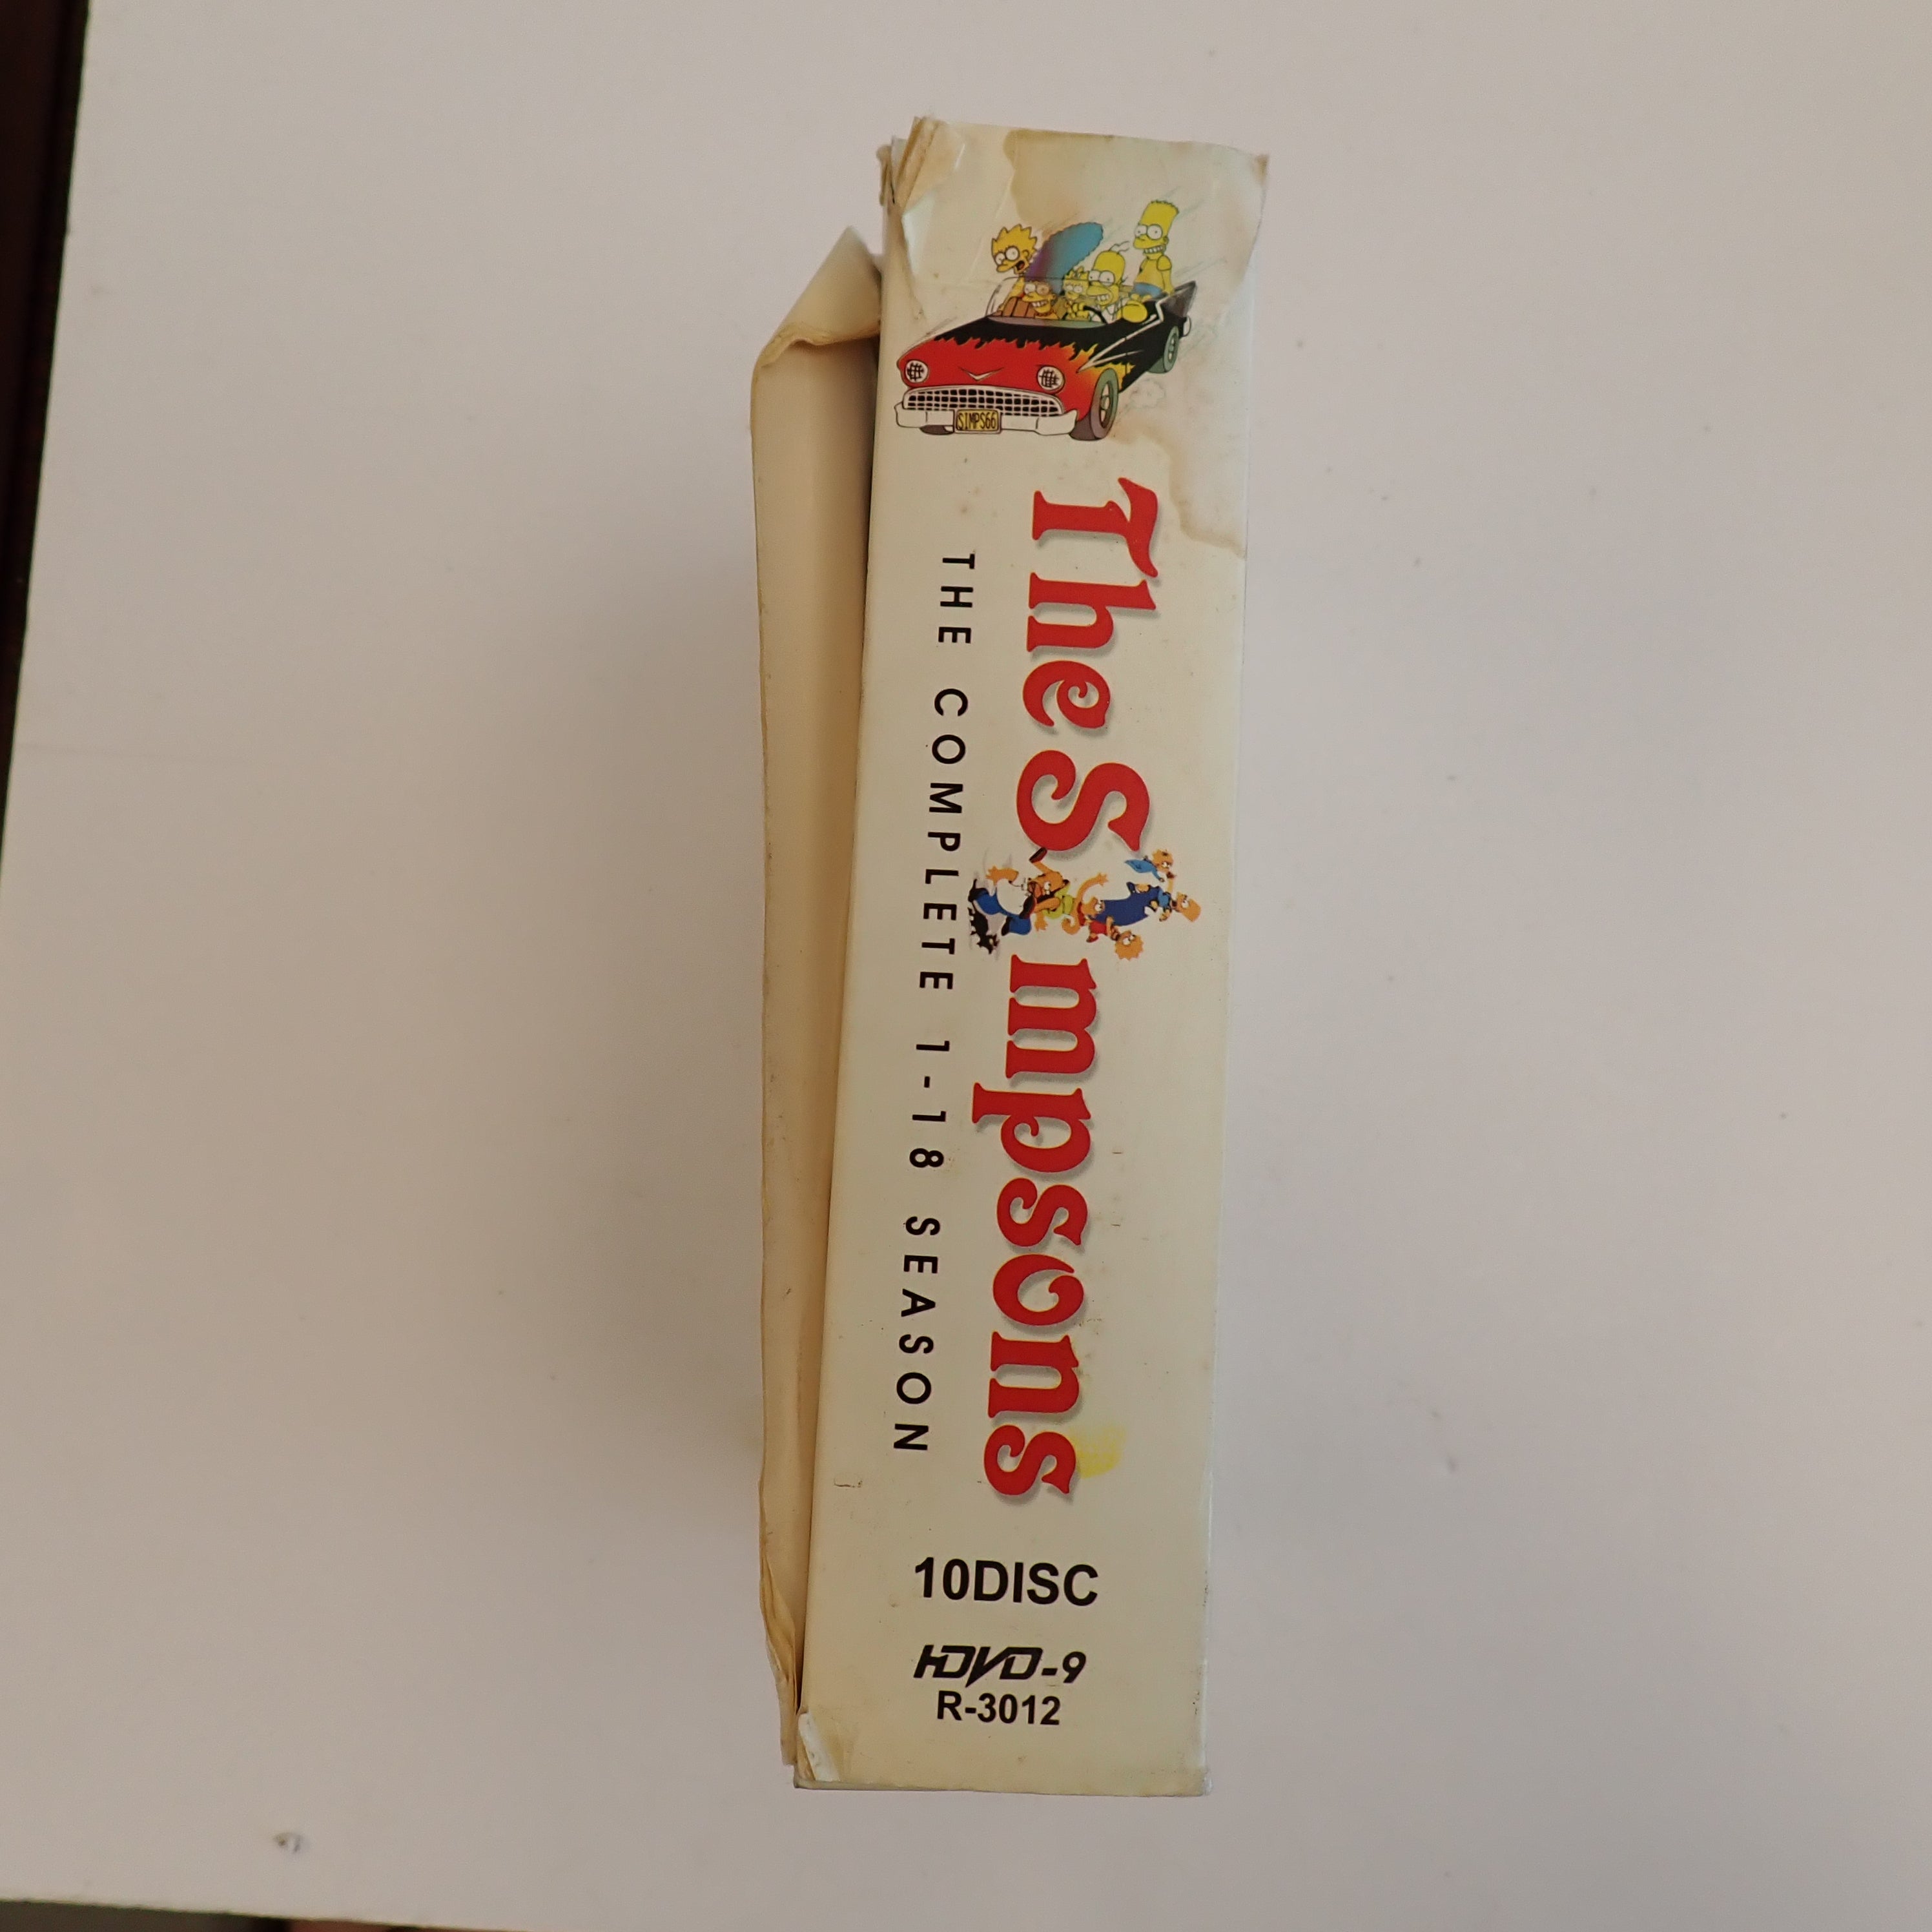 SIMPS66
The Simpsons
THE COMPLETE 1-18 SEASON
10DISC
HDVD-9
R-3012